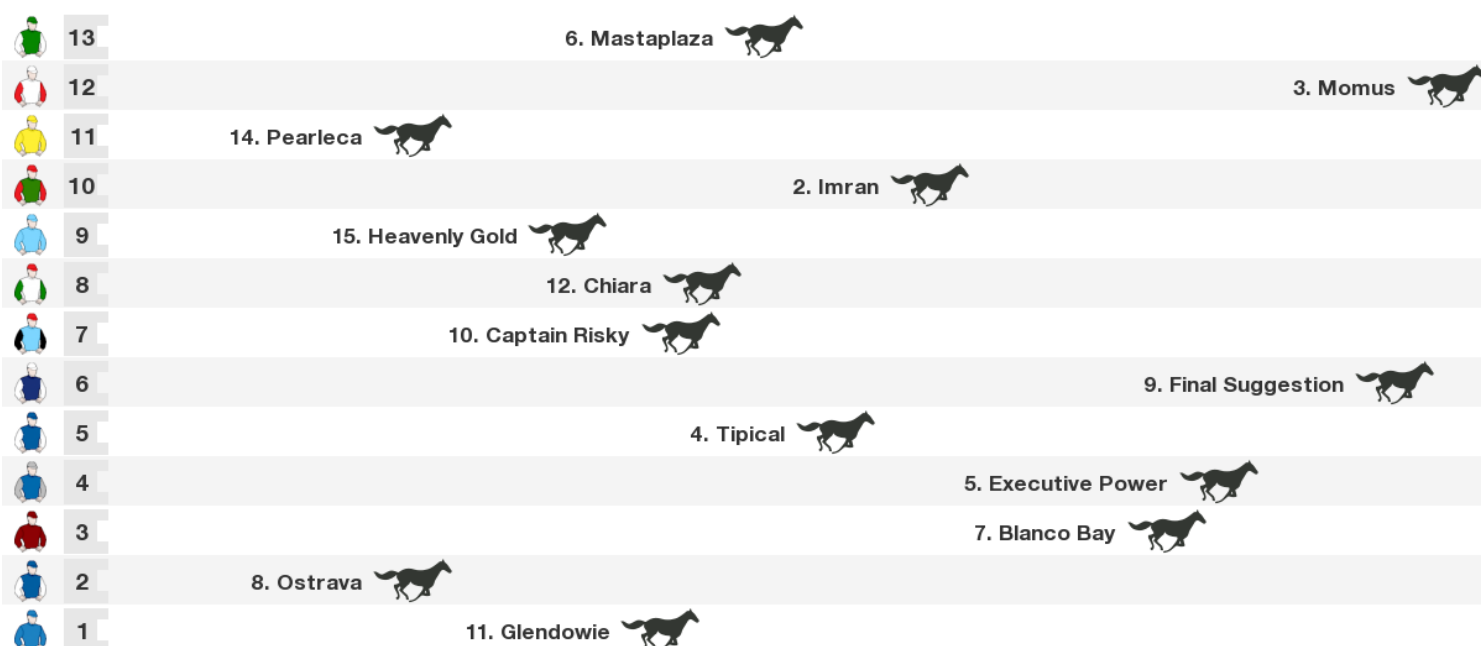 13 6. Mastaplaza
12 3. Momus
11 14. Pearleca
10 2. Imran
9 15. Heavenly Gold
8 12. Chiara
7 10. Captain Risky
6 9. Final Suggestion
5 4. Tipical
4 5. Executive Power
3 7. Blanco Bay
2 8. Ostrava
1 11. Glendowie